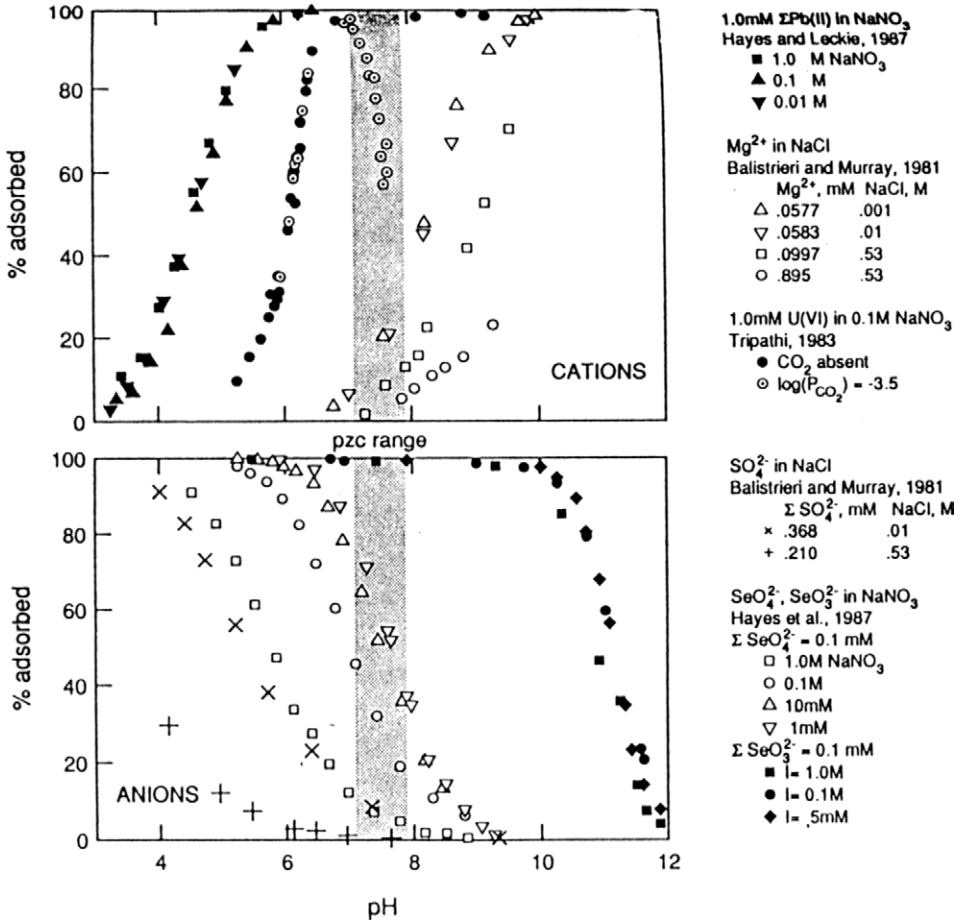 100
80
60
40
20
0
% adsorbed
CATIONS
pzc range
100
80
60
40
20
0
% adsorbed
ANIONS
4
6
8
10
12
pH
1.0mM ΣPb(II) in NaNO₃
Hayes and Leckie, 1987
■ 1.0 M NaNO₃
▲ 0.1 M
▼ 0.01 M
Mg²⁺ in NaCl
Balistrieri and Murray, 1981
Mg²⁺, mM NaCl, M
△ .0577 .001
▽ .0583 .01
□ .0997 .53
○ .895 .53
1.0mM U(VI) in 0.1M NaNO₃
Tripathi, 1983
● CO₂ absent
⊙ log(P_CO₂) = -3.5
SO₄²⁻ in NaCl
Balistrieri and Murray, 1981
Σ SO₄²⁻, mM NaCl, M
× .368 .01
+ .210 .53
SeO₄²⁻, SeO₃²⁻ in NaNO₃
Hayes et al., 1987
Σ SeO₄²⁻ = 0.1 mM
□ 1.0M NaNO₃
○ 0.1M
△ 10mM
▽ 1mM
Σ SeO₃²⁻ = 0.1 mM
■ I= 1.0M
● I= 0.1M
◆ I= .5mM